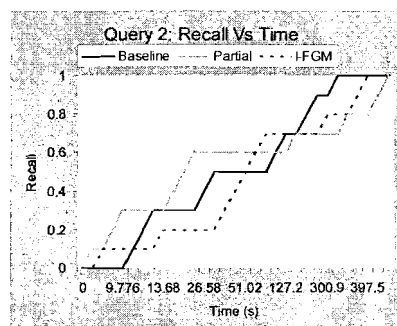 Query 2: Recall Vs Time
Baseline Partial I-FGM
1
0.8
0.6
0.4
0.2
0
Recall
0 9.776 13.68 26.58 51.02 127.2 300.9 397.5
Time (s)